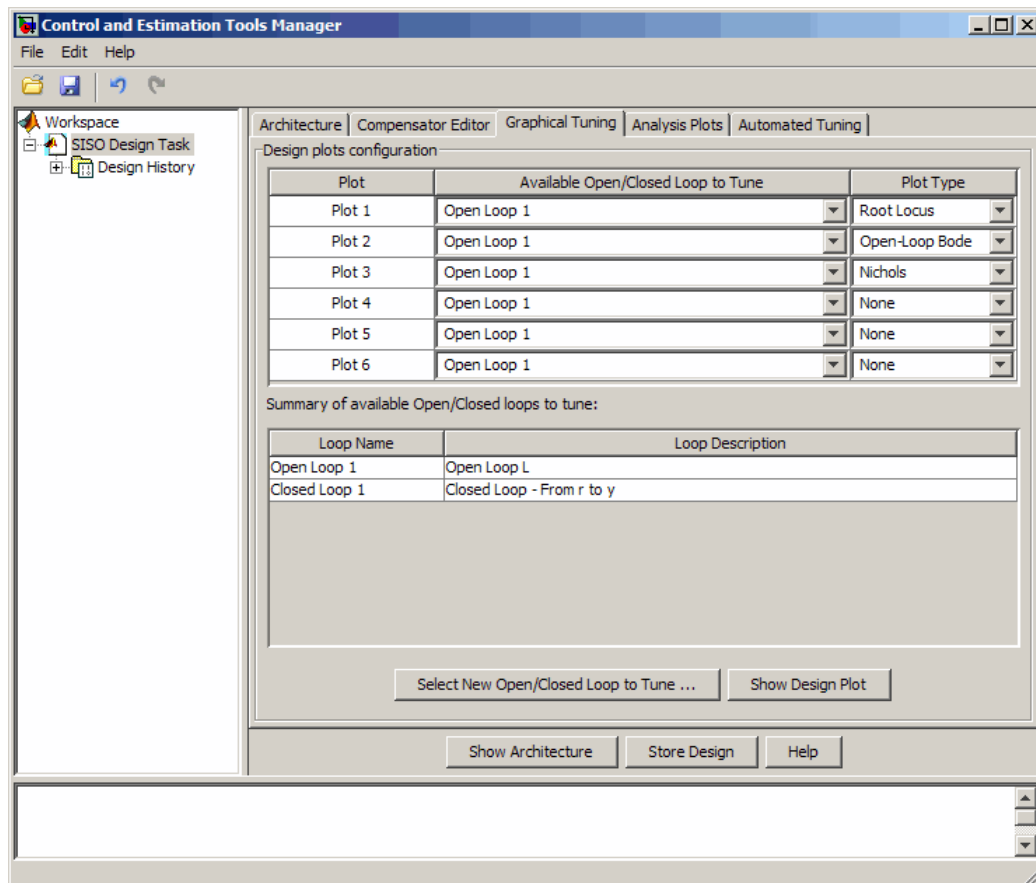 Control and Estimation Tools Manager
File Edit Help
Workspace
SISO Design Task
Design History
Architecture Compensator Editor Graphical Tuning Analysis Plots Automated Tuning
Design plots configuration
Plot Available Open/Closed Loop to Tune Plot Type
Plot 1 Open Loop 1 Root Locus
Plot 2 Open Loop 1 Open-Loop Bode
Plot 3 Open Loop 1 Nichols
Plot 4 Open Loop 1 None
Plot 5 Open Loop 1 None
Plot 6 Open Loop 1 None
Summary of available Open/Closed loops to tune:
Loop Name Loop Description
Open Loop 1 Open Loop L
Closed Loop 1 Closed Loop - From r to y
Select New Open/Closed Loop to Tune ... Show Design Plot
Show Architecture Store Design Help